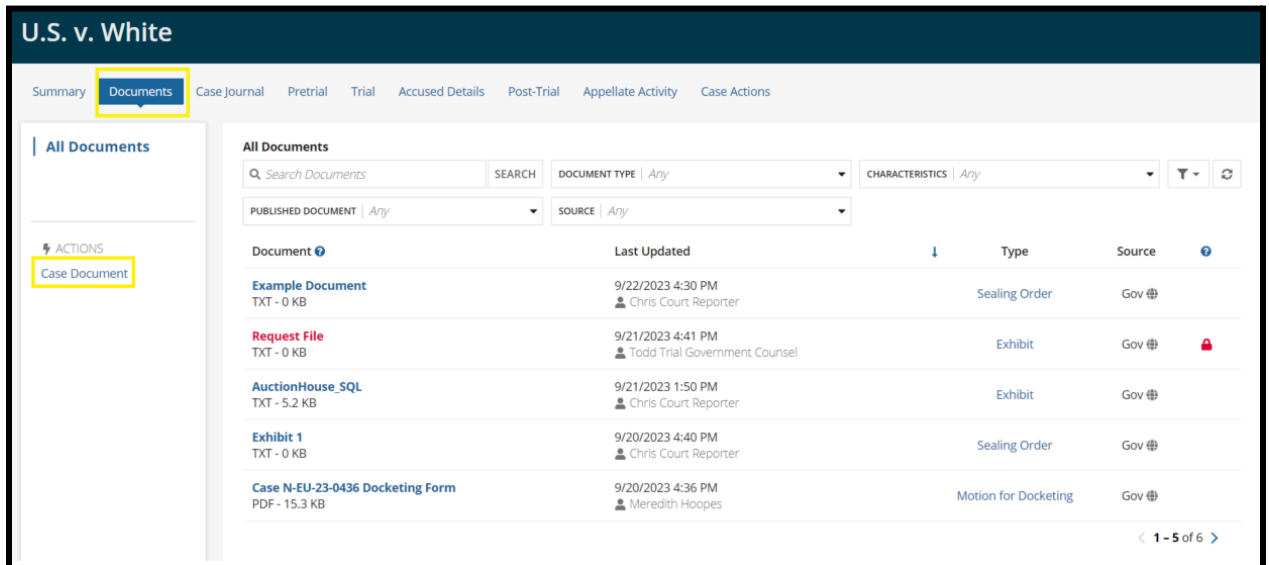 U.S. v. White
Summary Documents Case Journal Pretrial Trial Accused Details Post-Trial Appellate Activity Case Actions
All Documents
ACTIONS
Case Document
All Documents
Search Documents SEARCH DOCUMENT TYPE Any CHARACTERISTICS Any
PUBLISHED DOCUMENT Any SOURCE Any
Document Last Updated Type Source
Example Document 9/22/2023 4:30 PM Sealing Order Gov
TXT - 0 KB Chris Court Reporter
Request File 9/21/2023 4:41 PM Exhibit Gov
TXT - 0 KB Todd Trial Government Counsel
AuctionHouse_SQL 9/21/2023 1:50 PM Exhibit Gov
TXT - 5.2 KB Chris Court Reporter
Exhibit 1 9/20/2023 4:40 PM Sealing Order Gov
TXT - 0 KB Chris Court Reporter
Case N-EU-23-0436 Docketing Form 9/20/2023 4:36 PM Motion for Docketing Gov
PDF - 15.3 KB Meredith Hoopes
1 – 5 of 6